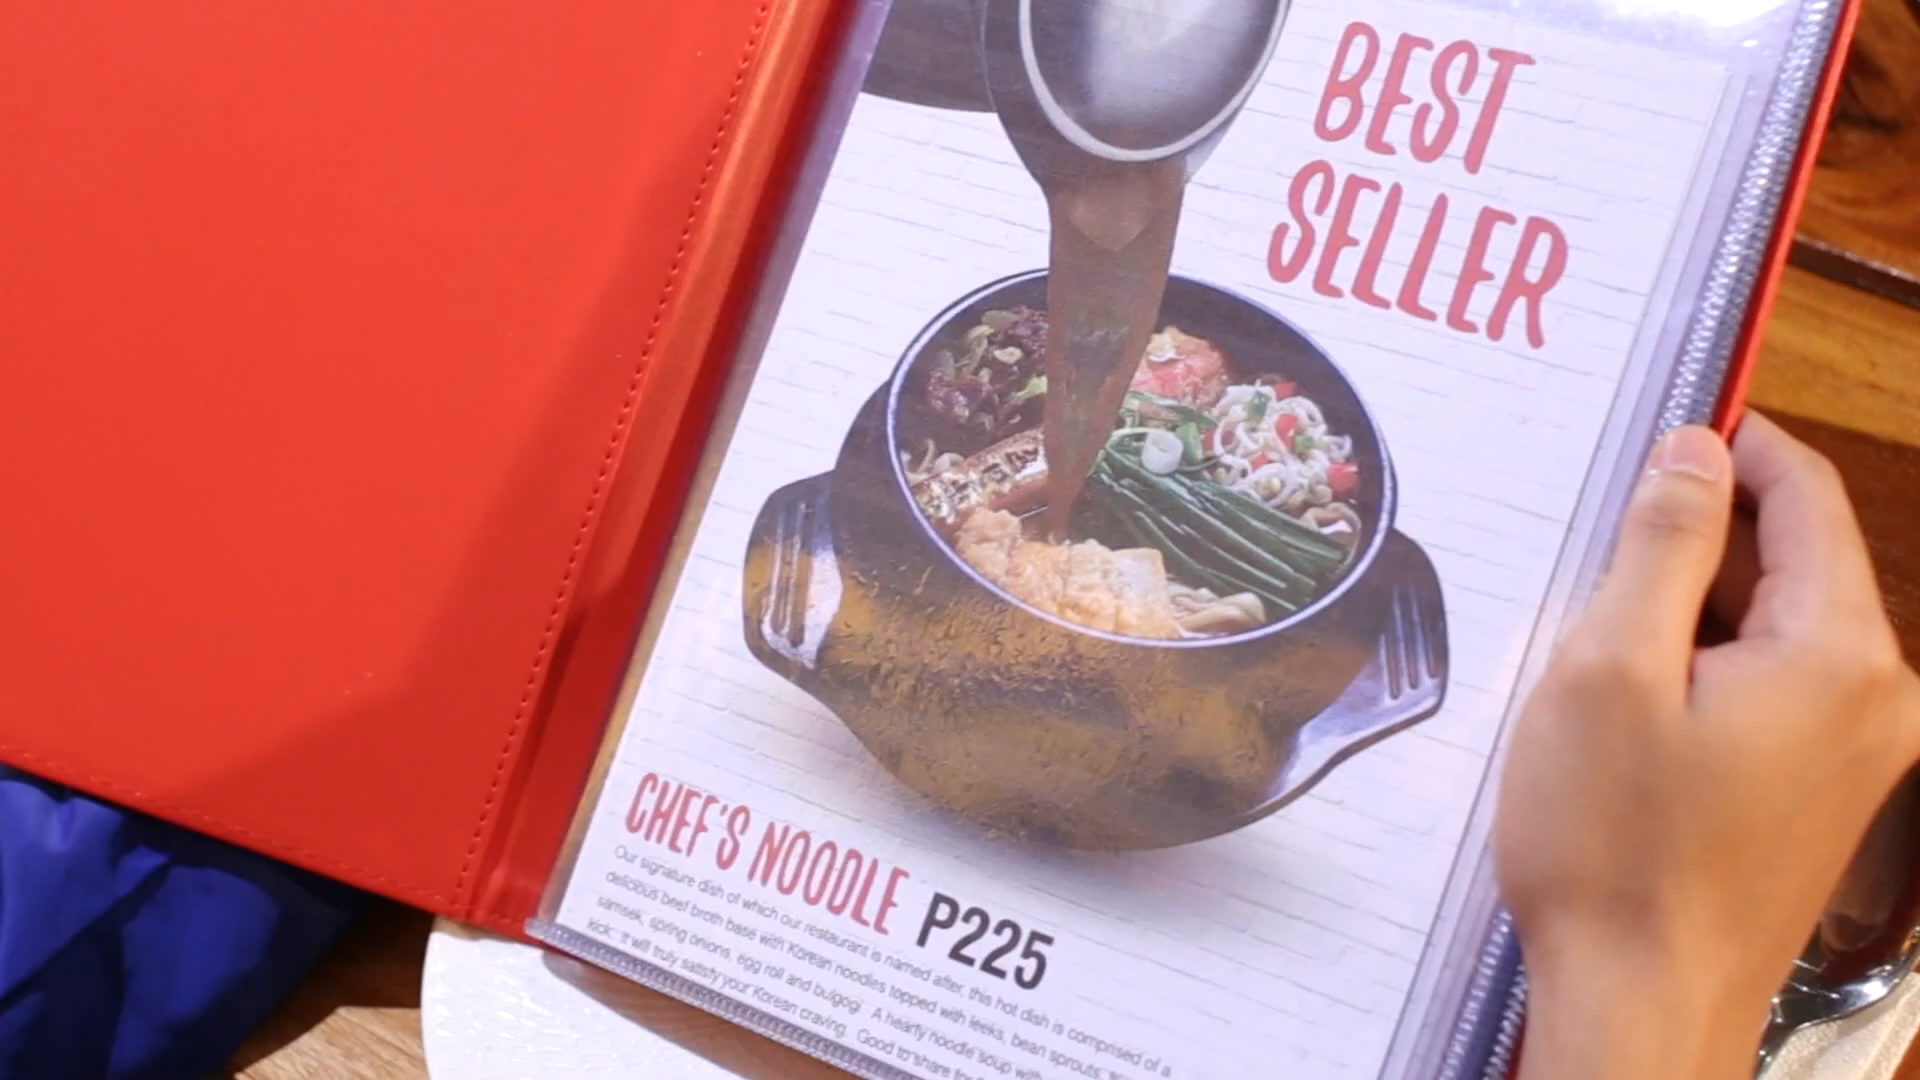 BEST
SELLER
CHEF'S NOODLE P225
Our signature dish of which our restaurant is named after, this hot dish is comprised of a
delicious beef broth base with Korean noodles topped with leeks, bean sprouts,
samsek, spring onions, egg roll and bulgogi. A hearty noodle soup with
kick. It will truly satisfy your Korean craving. Good to share for